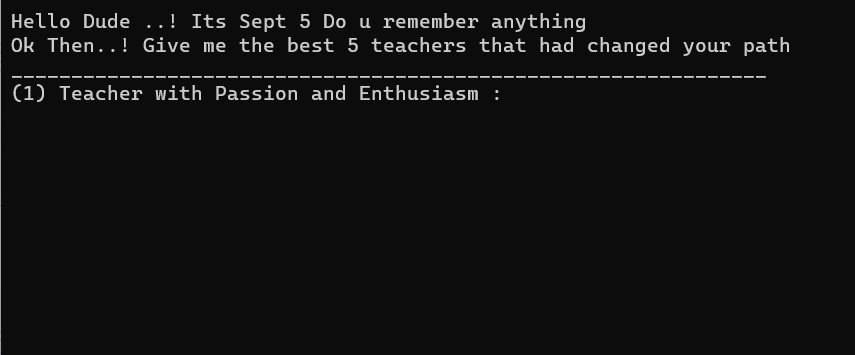 Hello Dude ..! Its Sept 5 Do u remember anything
Ok Then..! Give me the best 5 teachers that had changed your path
_______________________________________________________________
(1) Teacher with Passion and Enthusiasm :